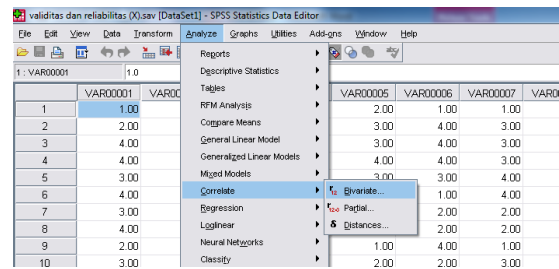 validitas dan reliabilitas (X).sav [DataSet1] - SPSS Statistics Data Editor
File Edit View Data Transform Analyze Graphs Utilities Add-ons Window Help
1 : VAR00001 1.0
VAR00001 VAR00 VAR00005 VAR00006 VAR00007 VAR0
1 1.00 2.00 1.00 1.00
2 2.00 3.00 4.00 3.00
3 4.00 4.00 3.00 4.00
4 3.00 4.00 4.00 3.00
5 3.00 3.00 3.00 4.00
6 4.00 1.00 4.00
7 3.00 2.00 2.00
8 4.00 2.00 2.00
9 2.00 1.00 4.00 1.00
10 3.00 2.00 2.00 3.00
Reports
Descriptive Statistics
Tables
RFM Analysis
Compare Means
General Linear Model
Generalized Linear Models
Mixed Models
Correlate
Regression
Loglinear
Neural Networks
Classify
r12 Bivariate...
r12•3 Partial...
δ Distances...